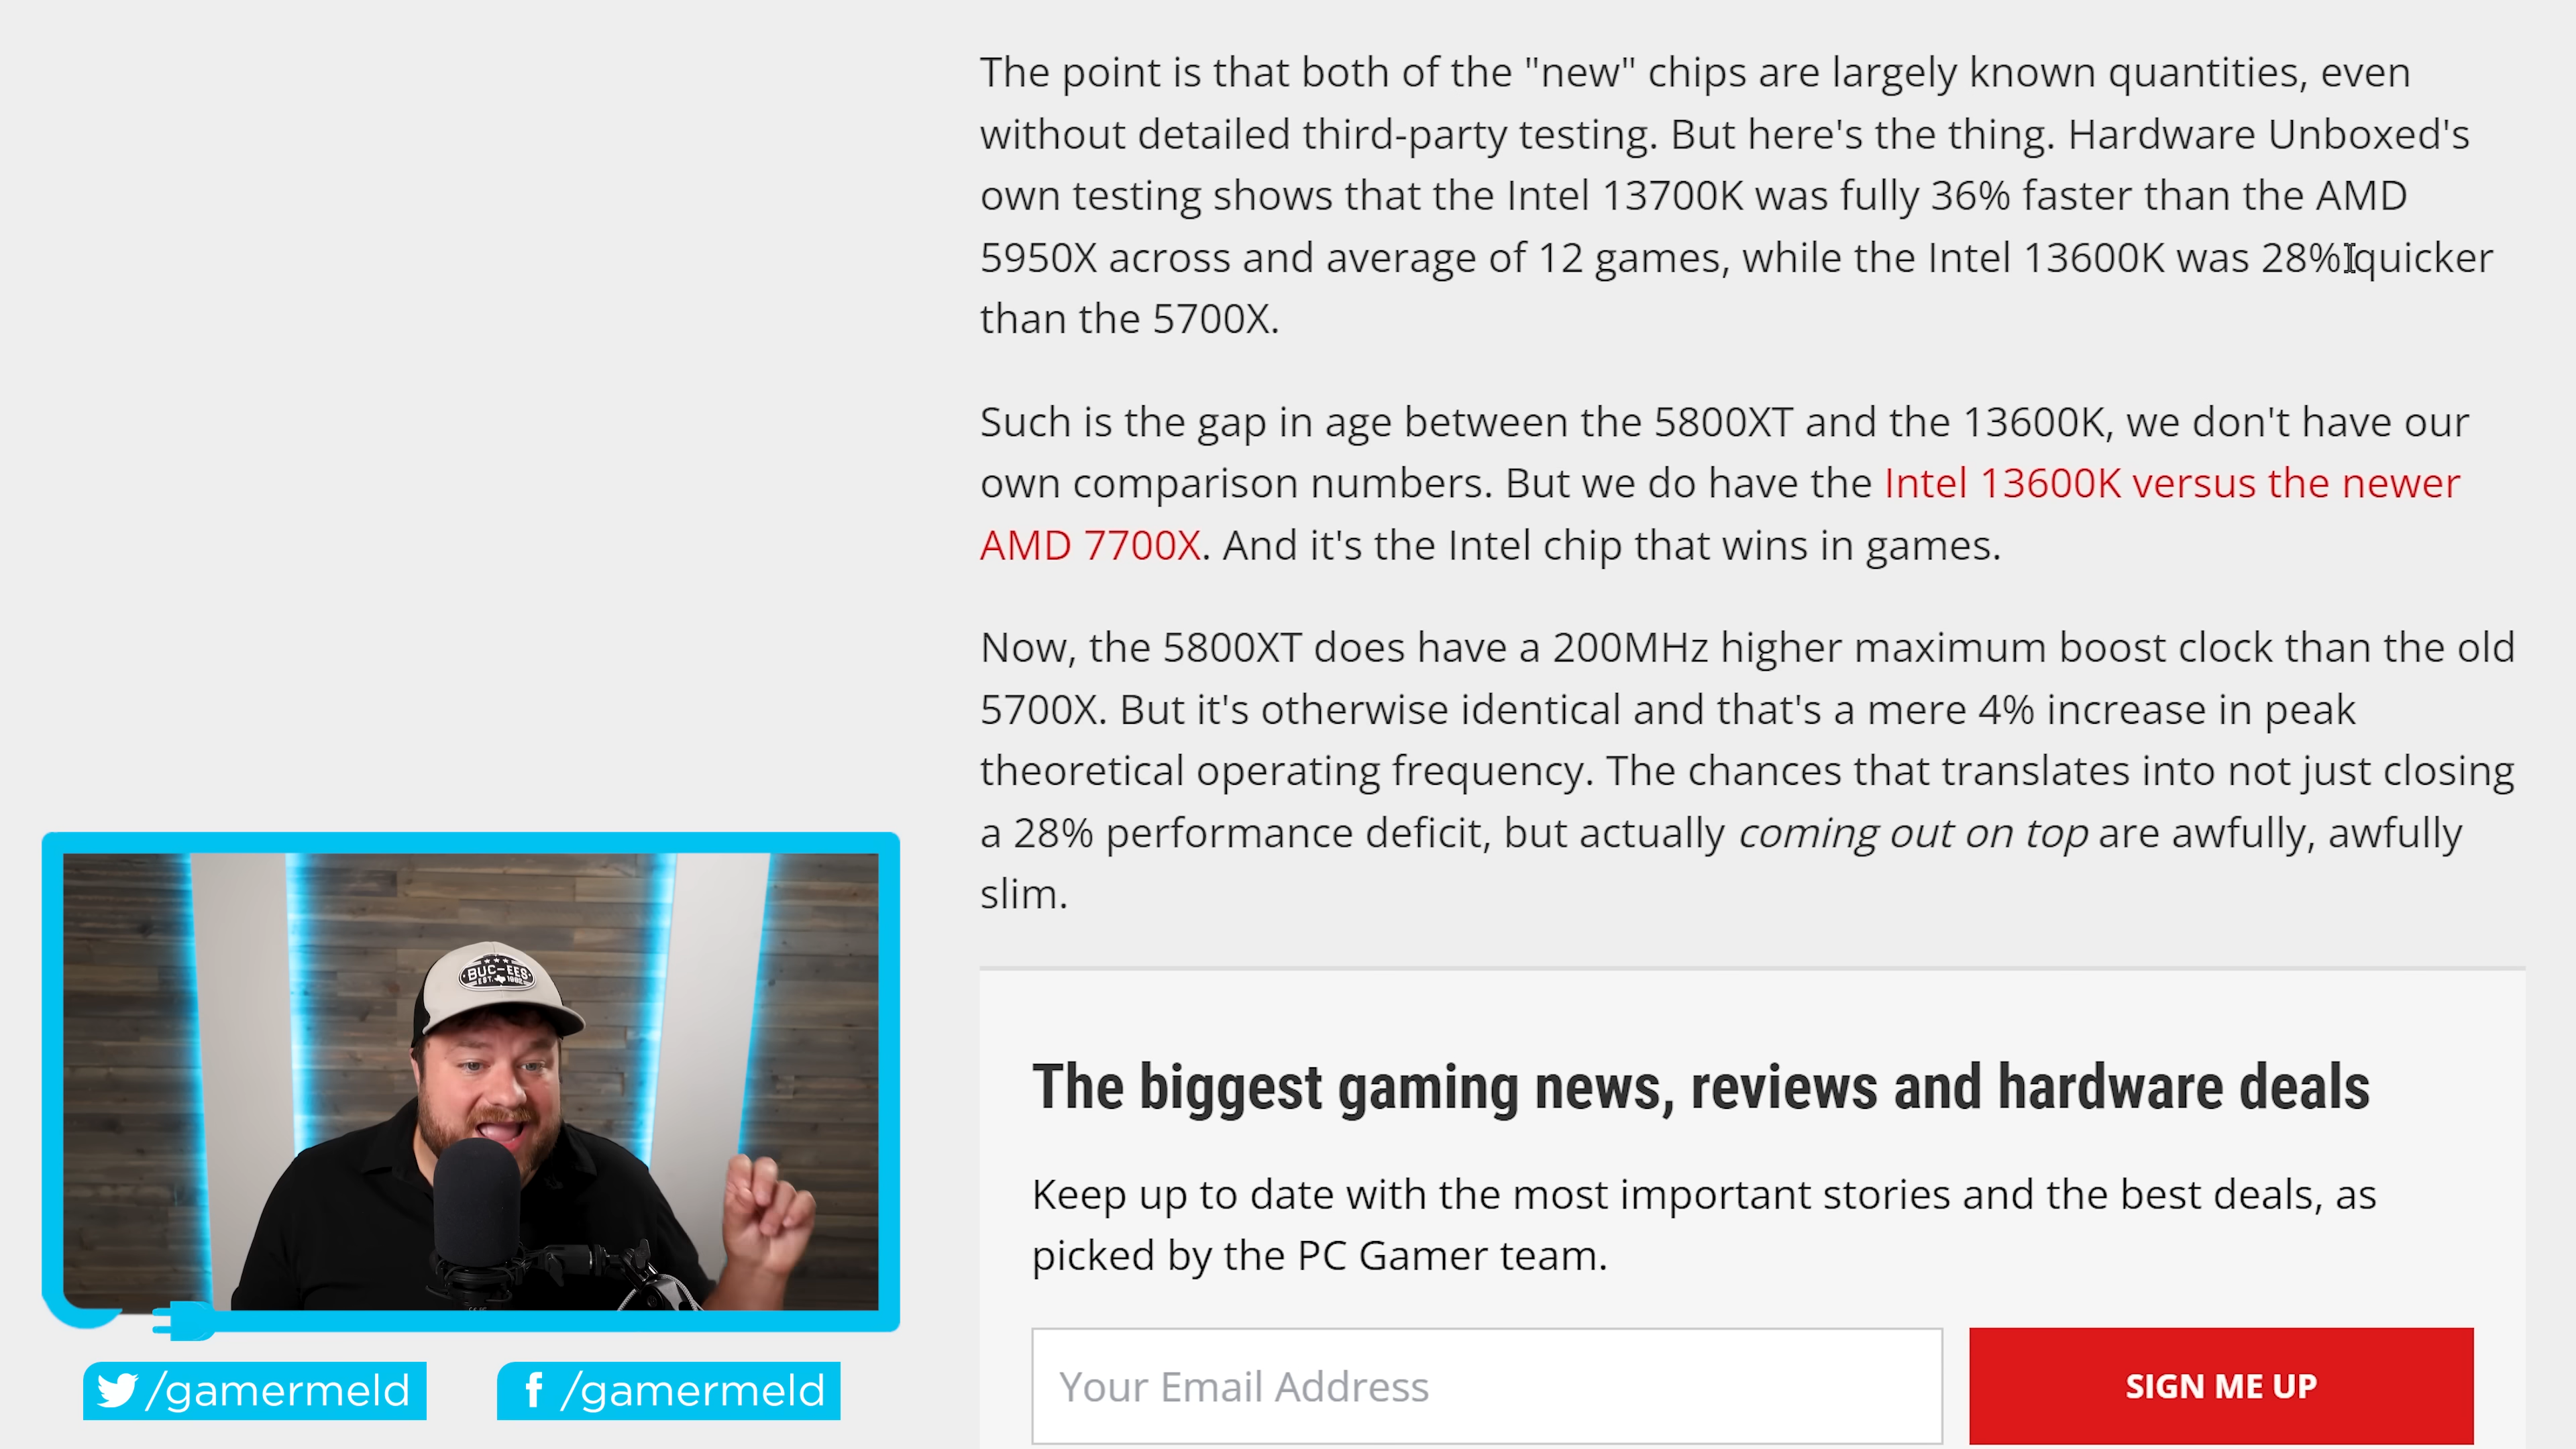 The point is that both of the "new" chips are largely known quantities, even
without detailed third-party testing. But here's the thing. Hardware Unboxed's
own testing shows that the Intel 13700K was fully 36% faster than the AMD
5950X across and average of 12 games, while the Intel 13600K was 28% quicker
than the 5700X.
Such is the gap in age between the 5800XT and the 13600K, we don't have our
own comparison numbers. But we do have the Intel 13600K versus the newer
AMD 7700X. And it's the Intel chip that wins in games.
Now, the 5800XT does have a 200MHz higher maximum boost clock than the old
5700X. But it's otherwise identical and that's a mere 4% increase in peak
theoretical operating frequency. The chances that translates into not just closing
a 28% performance deficit, but actually coming out on top are awfully, awfully
slim.
BUC-EES
The biggest gaming news, reviews and hardware deals
Keep up to date with the most important stories and the best deals, as
picked by the PC Gamer team.
Your Email Address
SIGN ME UP
/gamermeld
/gamermeld